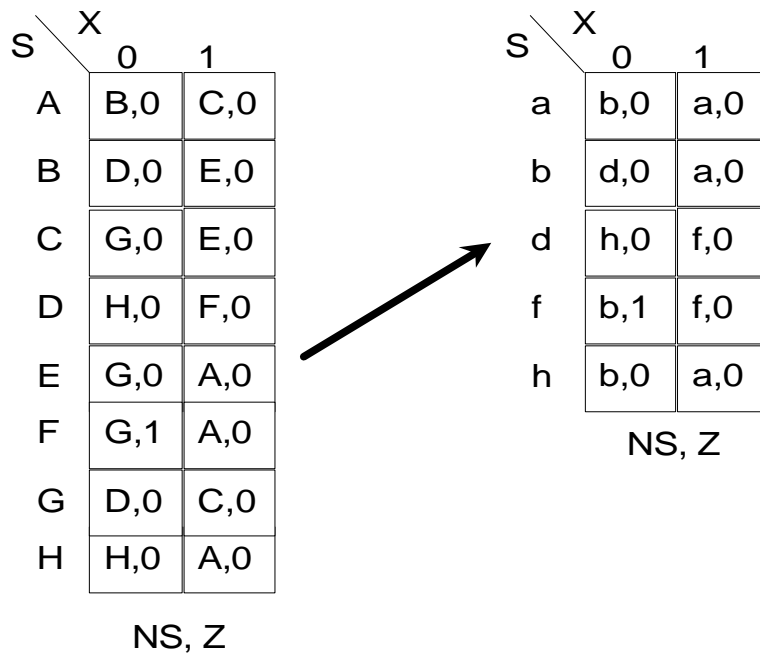 S X
0 1
A B,0 C,0
B D,0 E,0
C G,0 E,0
D H,0 F,0
E G,0 A,0
F G,1 A,0
G D,0 C,0
H H,0 A,0
NS, Z
S X
0 1
a b,0 a,0
b d,0 a,0
d h,0 f,0
f b,1 f,0
h b,0 a,0
NS, Z